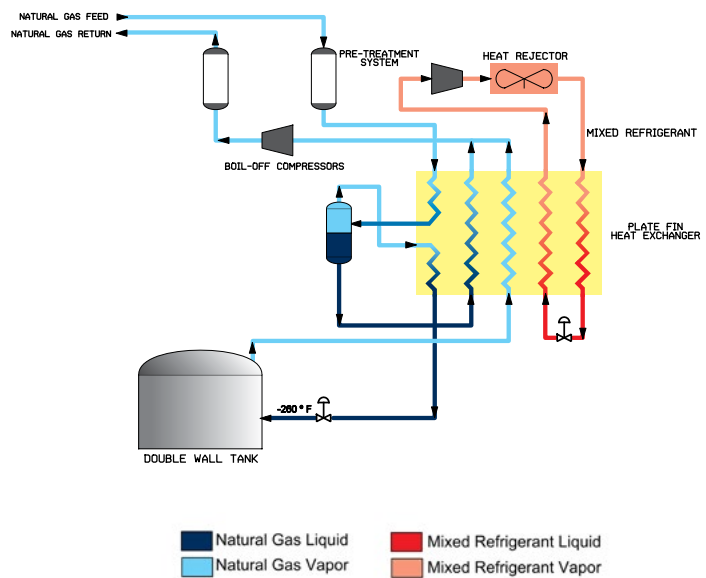 NATURAL GAS FEED
NATURAL GAS RETURN
PRE-TREATMENT
SYSTEM
HEAT REJECTOR
MIXED REFRIGERANT
BOIL-OFF COMPRESSORS
PLATE FIN
HEAT EXCHANGER
-260 ° F
DOUBLE WALL TANK
Natural Gas Liquid
Mixed Refrigerant Liquid
Natural Gas Vapor
Mixed Refrigerant Vapor